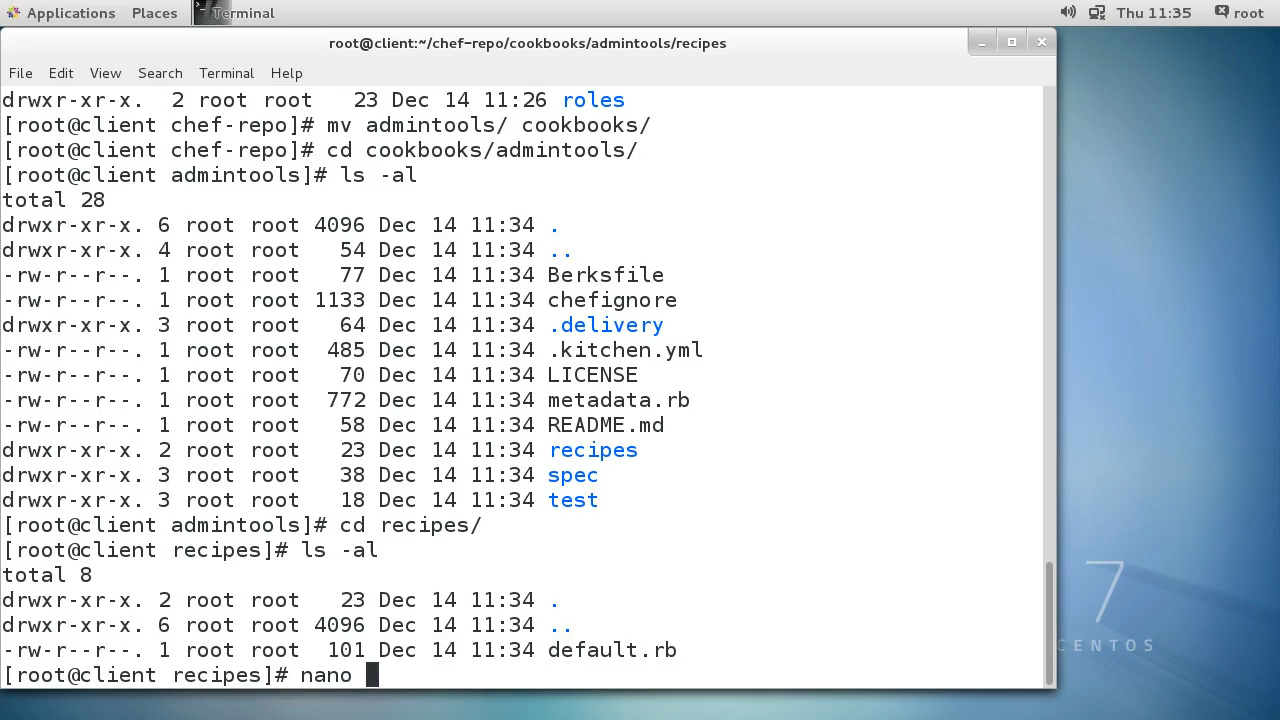 Applications Places Terminal Thu 11:35 root
root@client:~/chef-repo/cookbooks/admintools/recipes
File Edit View Search Terminal Help
drwxr-xr-x. 2 root root 23 Dec 14 11:26 roles
[root@client chef-repo]# mv admintools/ cookbooks/
[root@client chef-repo]# cd cookbooks/admintools/
[root@client admintools]# ls -al
total 28
drwxr-xr-x. 6 root root 4096 Dec 14 11:34 .
drwxr-xr-x. 4 root root 54 Dec 14 11:34 ..
-rw-r--r--. 1 root root 77 Dec 14 11:34 Berksfile
-rw-r--r--. 1 root root 1133 Dec 14 11:34 chefignore
drwxr-xr-x. 3 root root 64 Dec 14 11:34 .delivery
-rw-r--r--. 1 root root 485 Dec 14 11:34 .kitchen.yml
-rw-r--r--. 1 root root 70 Dec 14 11:34 LICENSE
-rw-r--r--. 1 root root 772 Dec 14 11:34 metadata.rb
-rw-r--r--. 1 root root 58 Dec 14 11:34 README.md
drwxr-xr-x. 2 root root 23 Dec 14 11:34 recipes
drwxr-xr-x. 3 root root 38 Dec 14 11:34 spec
drwxr-xr-x. 3 root root 18 Dec 14 11:34 test
[root@client admintools]# cd recipes/
[root@client recipes]# ls -al
total 8
drwxr-xr-x. 2 root root 23 Dec 14 11:34 .
drwxr-xr-x. 6 root root 4096 Dec 14 11:34 ..
-rw-r--r--. 1 root root 101 Dec 14 11:34 default.rb
[root@client recipes]# nano
7
CENTOS